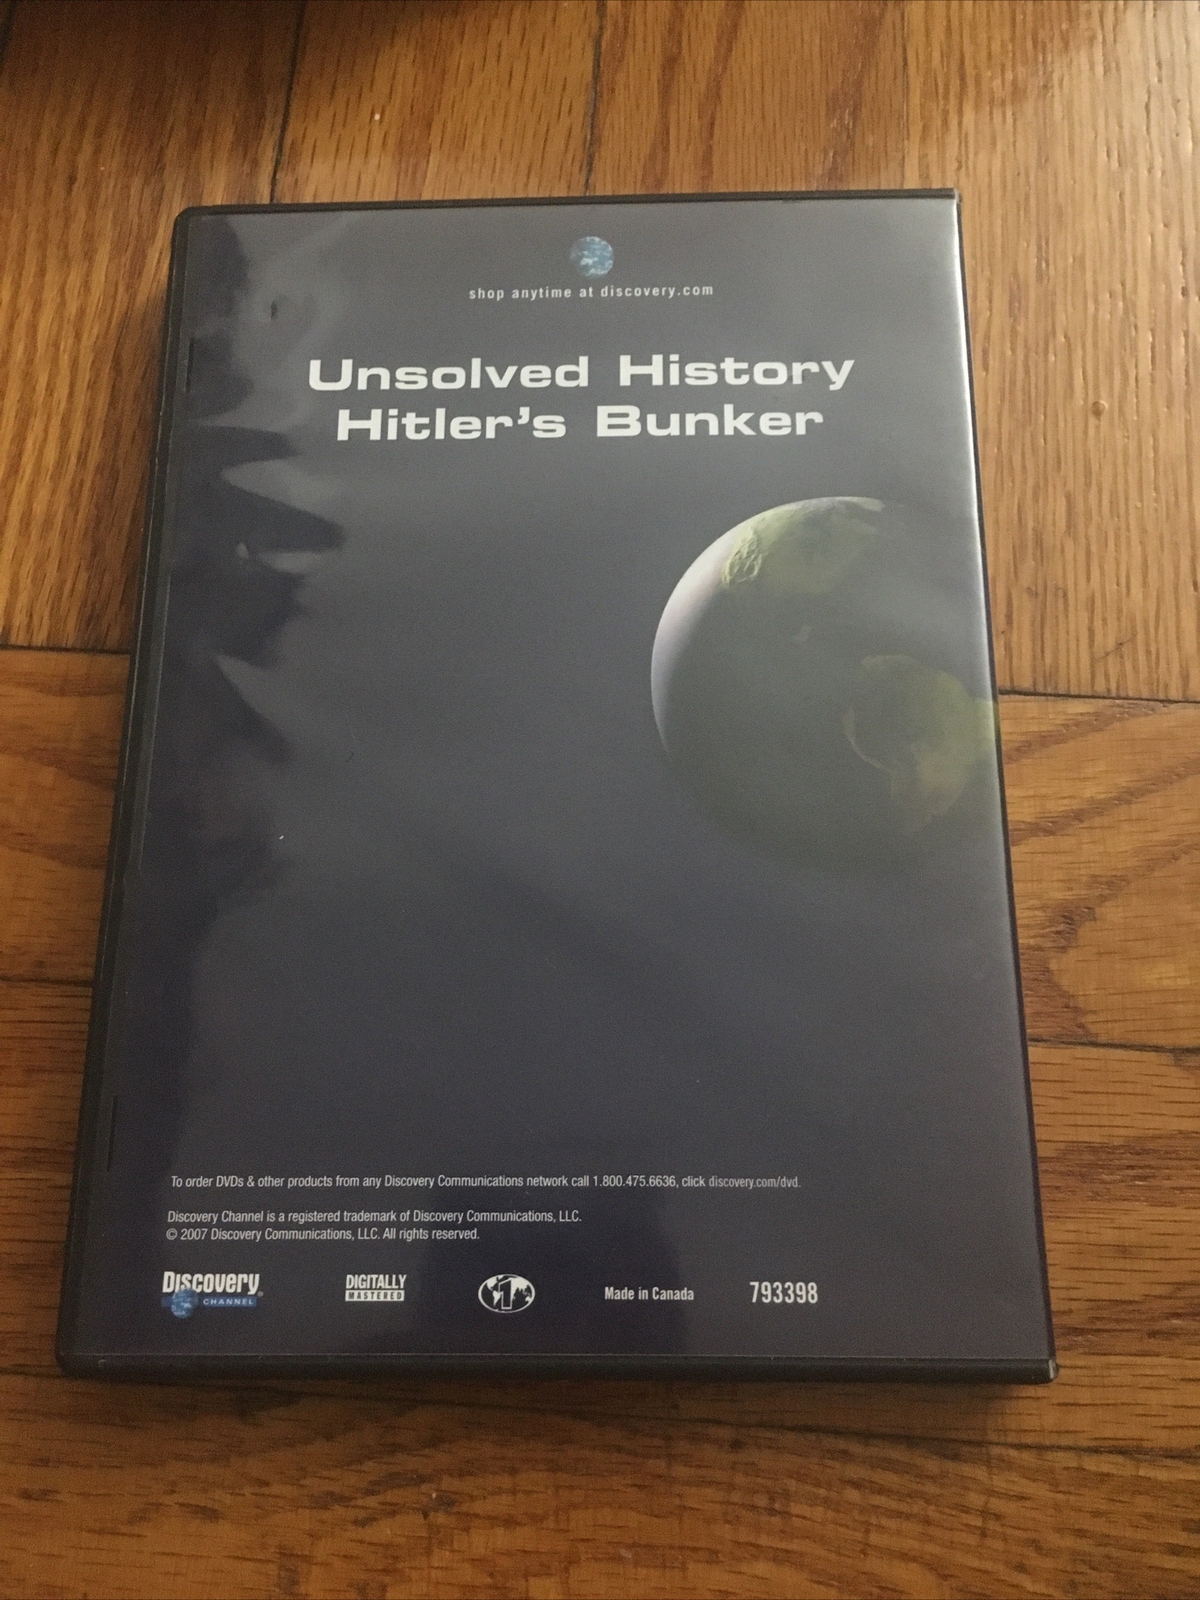 shop anytime at discovery.com
Unsolved History
Hitler's Bunker
To order DVDs & other products from any Discovery Communications network call 1.800.475.6636, click discovery.com/dvd.
Discovery Channel is a registered trademark of Discovery Communications, LLC.
© 2007 Discovery Communications, LLC. All rights reserved.
Discovery CHANNEL ® DIGITALLY MASTERED 1 Made in Canada 793398